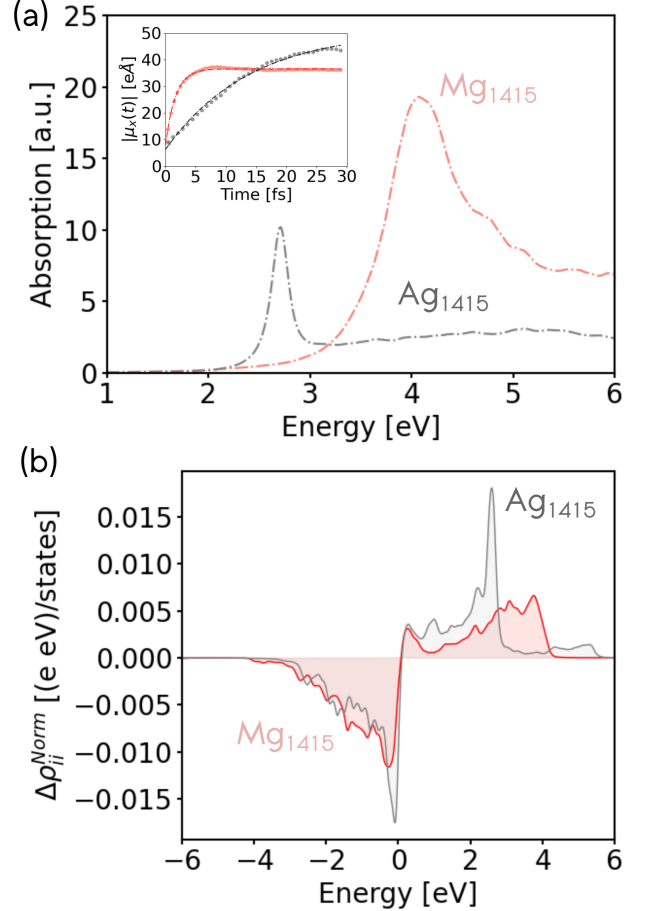 (a)
25
20
15
10
5
0
Absorption [a.u.]
1 2 3 4 5 6
Energy [eV]
50
40
30
20
10
0
|μₓ(t)| [eÅ]
0 5 10 15 20 25 30
Time [fs]
Mg₁₄₁₅
Ag₁₄₁₅
(b)
0.015
0.010
0.005
0.000
−0.005
−0.010
−0.015
Δρᵢᵢᴺᵒʳᵐ [(e eV)/states]
−6 −4 −2 0 2 4 6
Energy [eV]
Ag₁₄₁₅
Mg₁₄₁₅